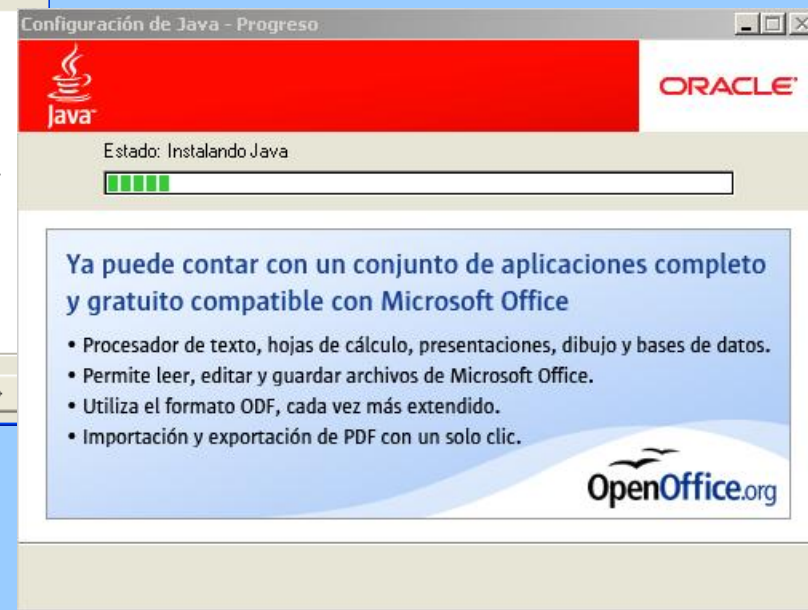 Configuración de Java - Progreso
Java™
ORACLE
Estado: Instalando Java
Ya puede contar con un conjunto de aplicaciones completo
y gratuito compatible con Microsoft Office
• Procesador de texto, hojas de cálculo, presentaciones, dibujo y bases de datos.
• Permite leer, editar y guardar archivos de Microsoft Office.
• Utiliza el formato ODF, cada vez más extendido.
• Importación y exportación de PDF con un solo clic.
OpenOffice.org